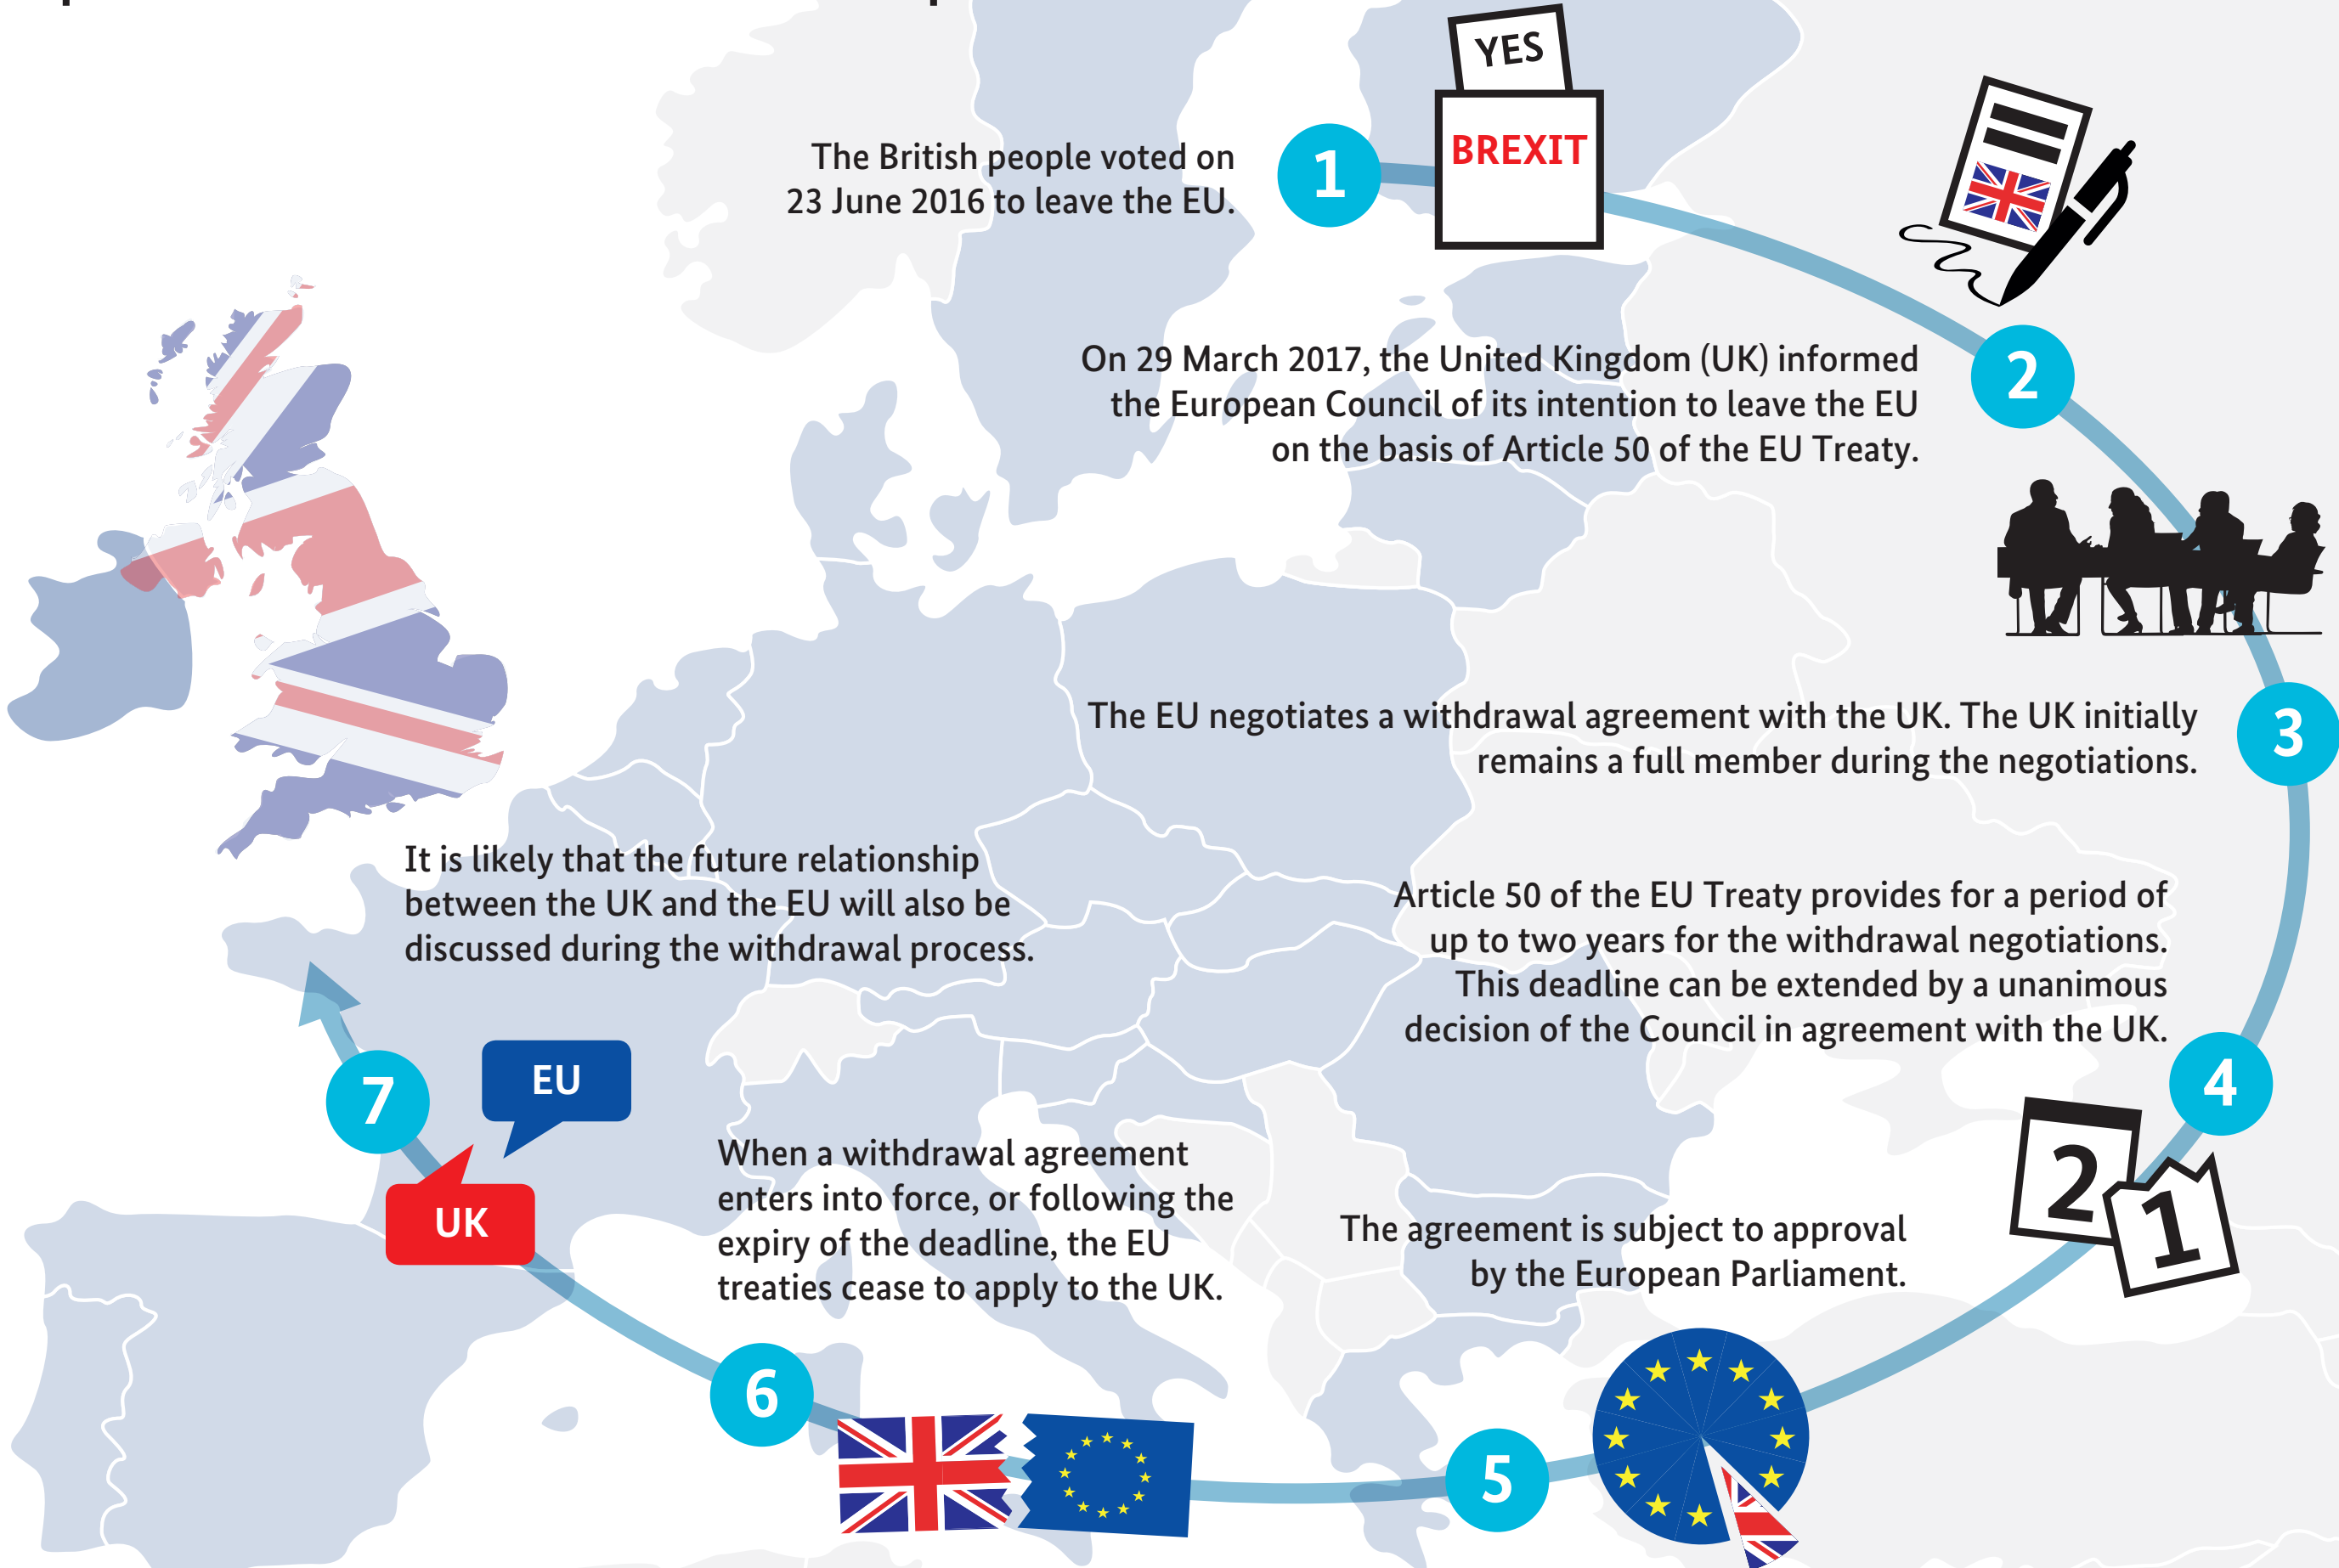 YES
BREXIT
1
The British people voted on
23 June 2016 to leave the EU.
2
On 29 March 2017, the United Kingdom (UK) informed
the European Council of its intention to leave the EU
on the basis of Article 50 of the EU Treaty.
3
The EU negotiates a withdrawal agreement with the UK. The UK initially
remains a full member during the negotiations.
4
Article 50 of the EU Treaty provides for a period of
up to two years for the withdrawal negotiations.
This deadline can be extended by a unanimous
decision of the Council in agreement with the UK.
2
1
5
The agreement is subject to approval
by the European Parliament.
6
When a withdrawal agreement
enters into force, or following the
expiry of the deadline, the EU
treaties cease to apply to the UK.
7
It is likely that the future relationship
between the UK and the EU will also be
discussed during the withdrawal process.
EU
UK